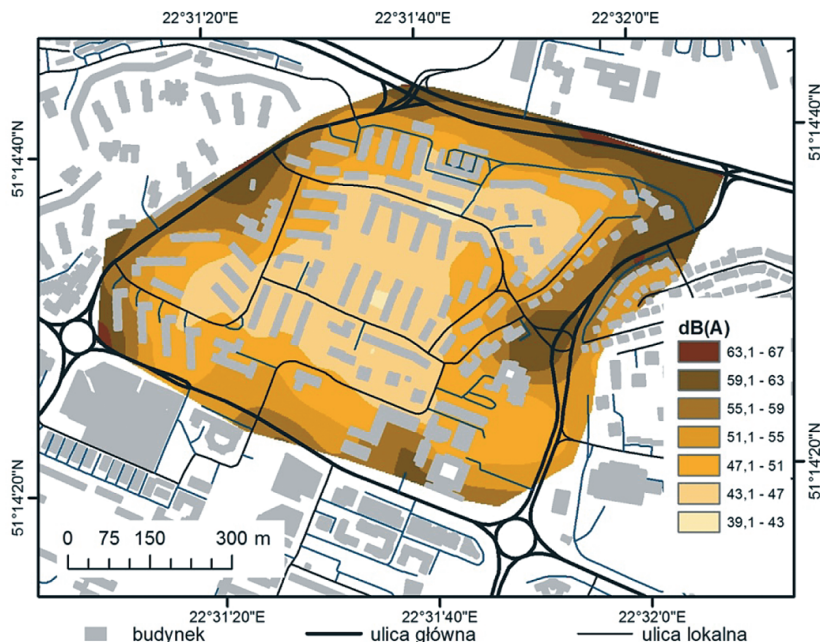 22°31'20"E 22°31'40"E 22°32'0"E
51°14'40"N
51°14'40"N
51°14'20"N
51°14'20"N
dB(A)
63,1 - 67
59,1 - 63
55,1 - 59
51,1 - 55
47,1 - 51
43,1 - 47
39,1 - 43
0 75 150 300 m
22°31'20"E 22°31'40"E 22°32'0"E
budynek ulica główna ulica lokalna